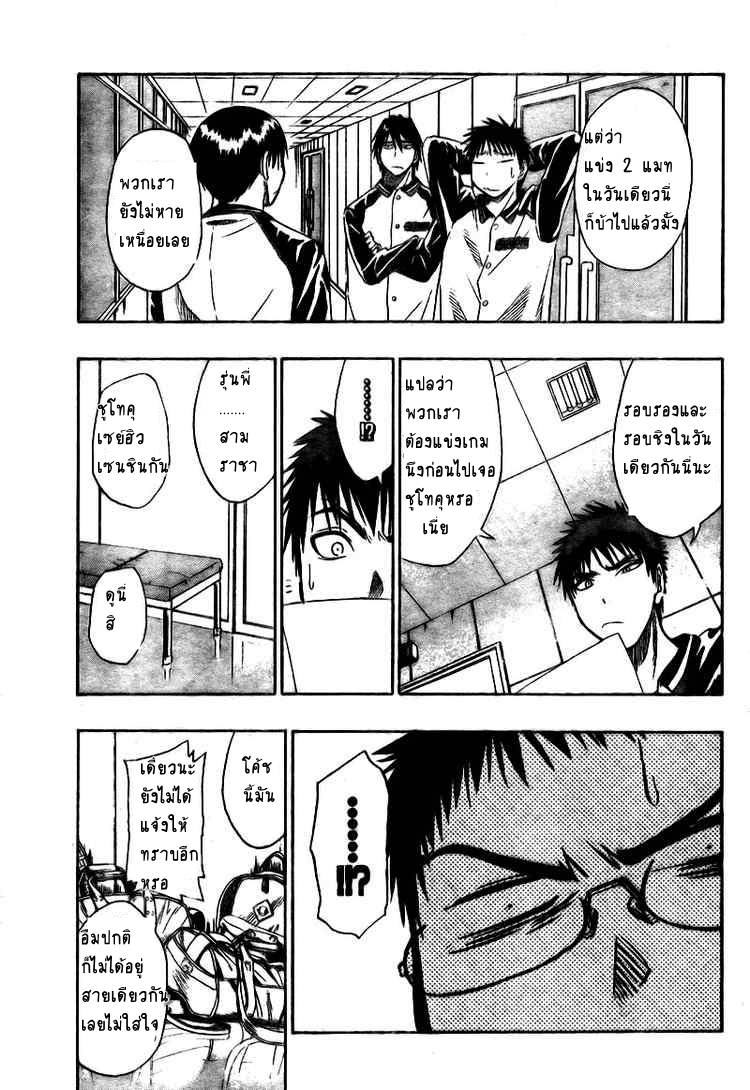 แต่ว่า
แข่ง 2 แมท
ในวันเดียวนี่
ก็บ้าไปแล้วมั้ง
พวกเรา
ยังไม่หาย
เหนื่อยเลย
รอบรองและ
รอบชิงในวัน
เดียวกันนี่นะ
แปลว่า
พวกเรา
ต้องแข่งเกม
นึงก่อนไปเจอ
ชูโทคุหรอ
เนี่ย
......!?
รุ่นพี่
.......
สาม
ราชา
ชูโทคุ
เซย์ฮิว
เซนชินกัน
ดูนี่
สิ
......!!?
โค้ช
นี่มัน
เดี๋ยวนะ
ยังไม่ได้
แจ้งให้
ทราบอีก
หรอ
อืมปกติ
ก็ไม่ได้อยู่
สายเดียวกัน
เลยไม่ใส่ใจ